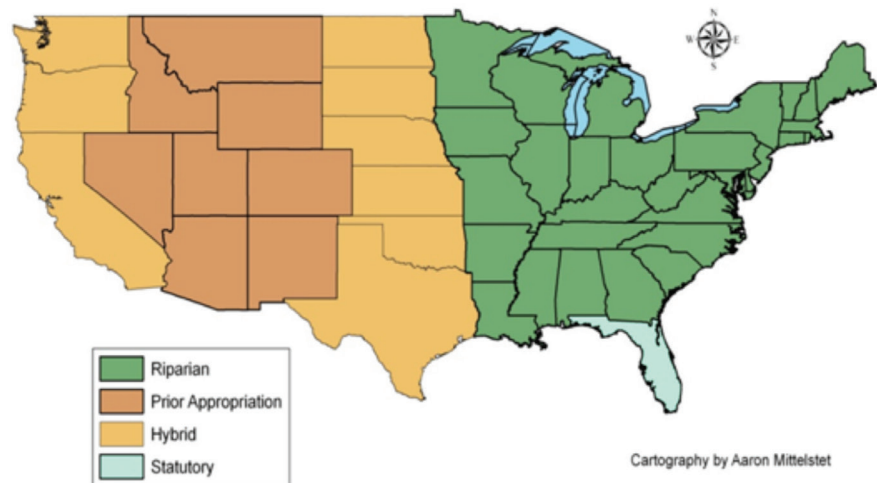 N
W E
S
Riparian
Prior Appropriation
Hybrid
Statutory
Cartography by Aaron Mittelstet